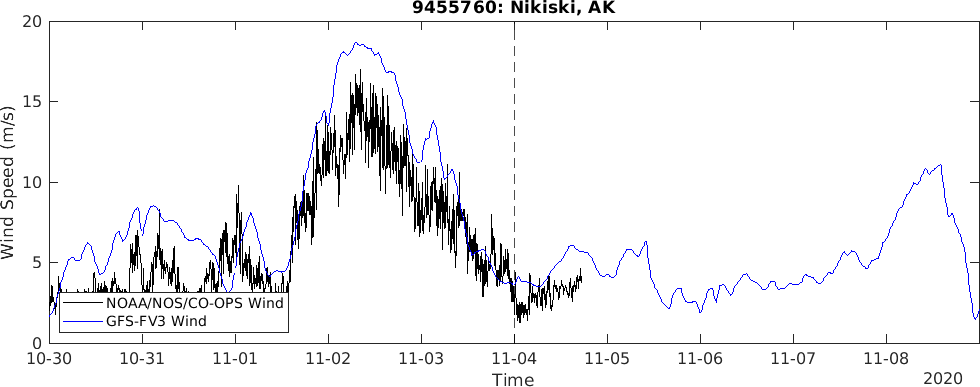 9455760: Nikiski, AK
Wind Speed (m/s)
20
15
10
5
0
NOAA/NOS/CO-OPS Wind
GFS-FV3 Wind
10-30 10-31 11-01 11-02 11-03 11-04 11-05 11-06 11-07 11-08
Time
2020